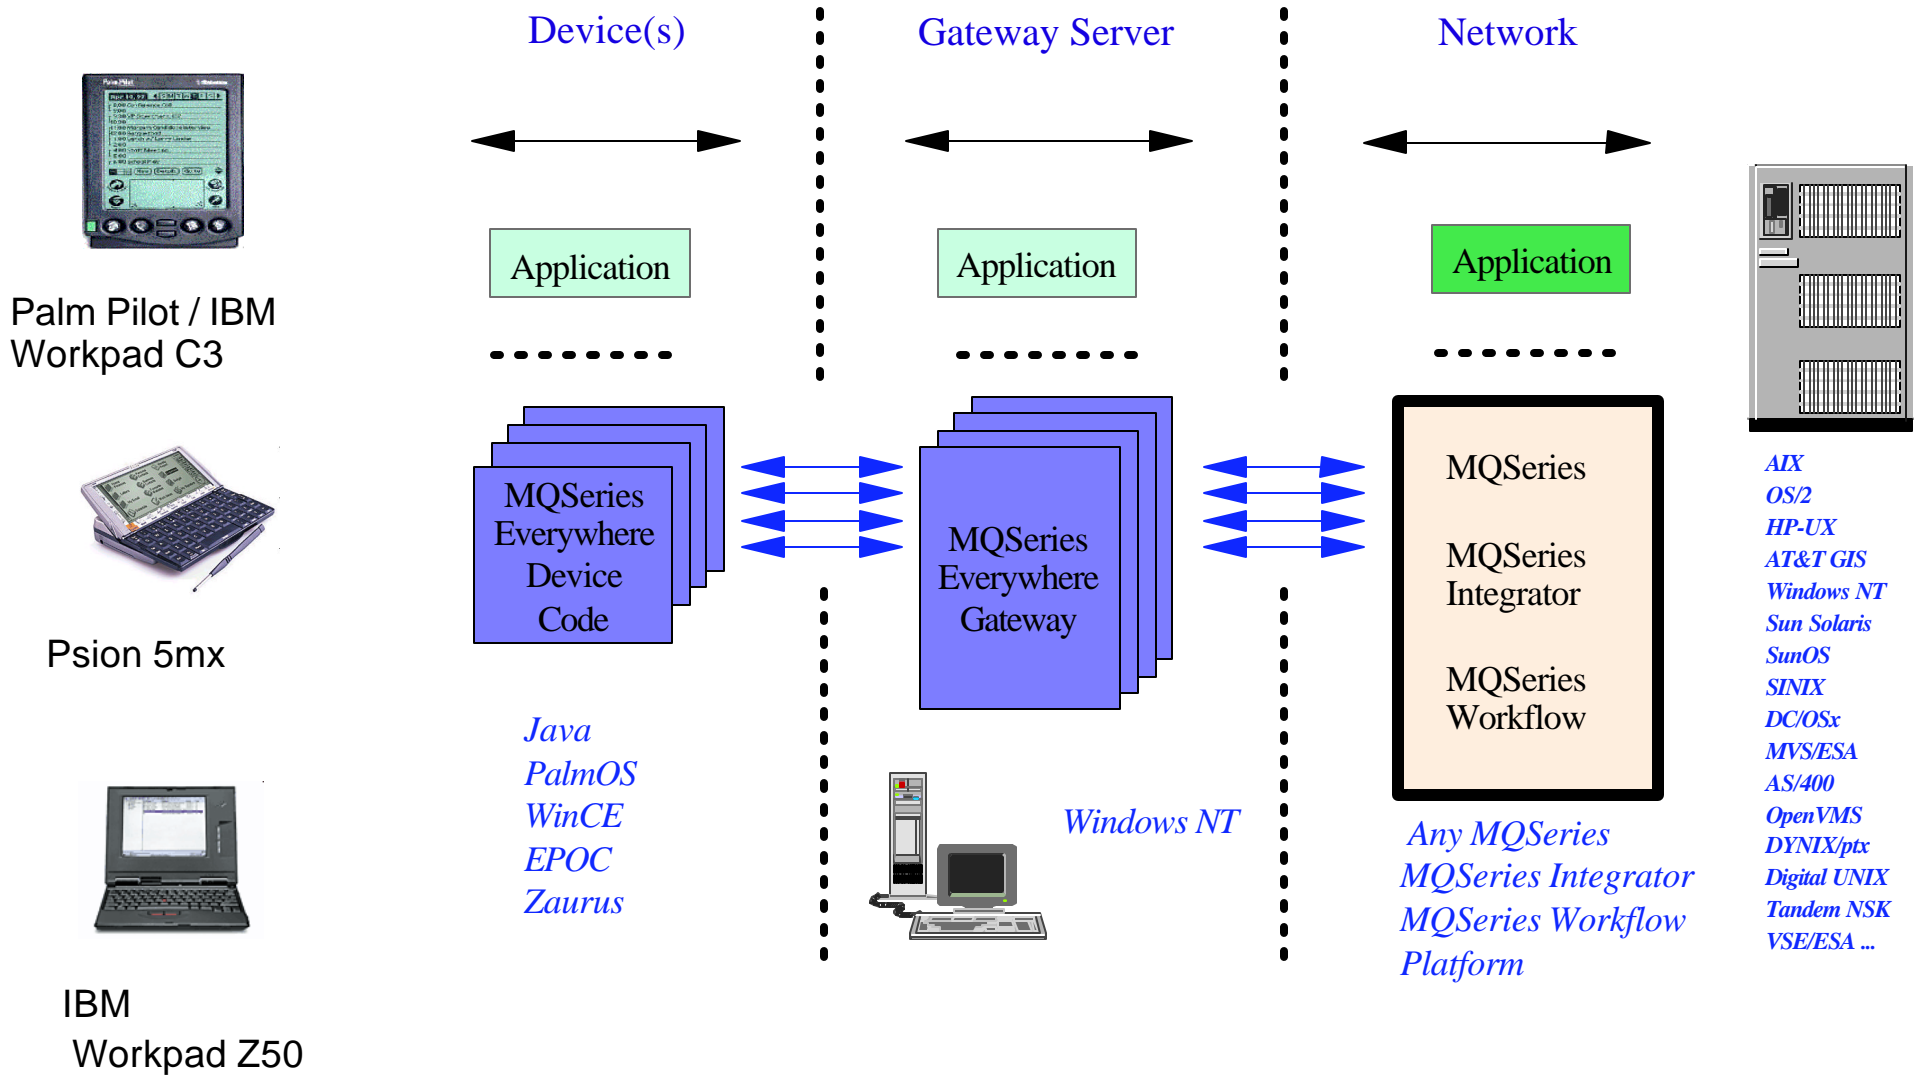 Device(s)
Gateway Server
Network
Palm Pilot
Application
Application
Application
Palm Pilot / IBM
Workpad C3
MQSeries
Everywhere
Device
Code
MQSeries
Everywhere
Gateway
MQSeries
MQSeries
Integrator
MQSeries
Workflow
Psion 5mx
Java
PalmOS
WinCE
EPOC
Zaurus
Windows NT
Any MQSeries
MQSeries Integrator
MQSeries Workflow
Platform
AIX
OS/2
HP-UX
AT&T GIS
Windows NT
Sun Solaris
SunOS
SINIX
DC/OSx
MVS/ESA
AS/400
OpenVMS
DYNIX/ptx
Digital UNIX
Tandem NSK
VSE/ESA ...
IBM
Workpad Z50